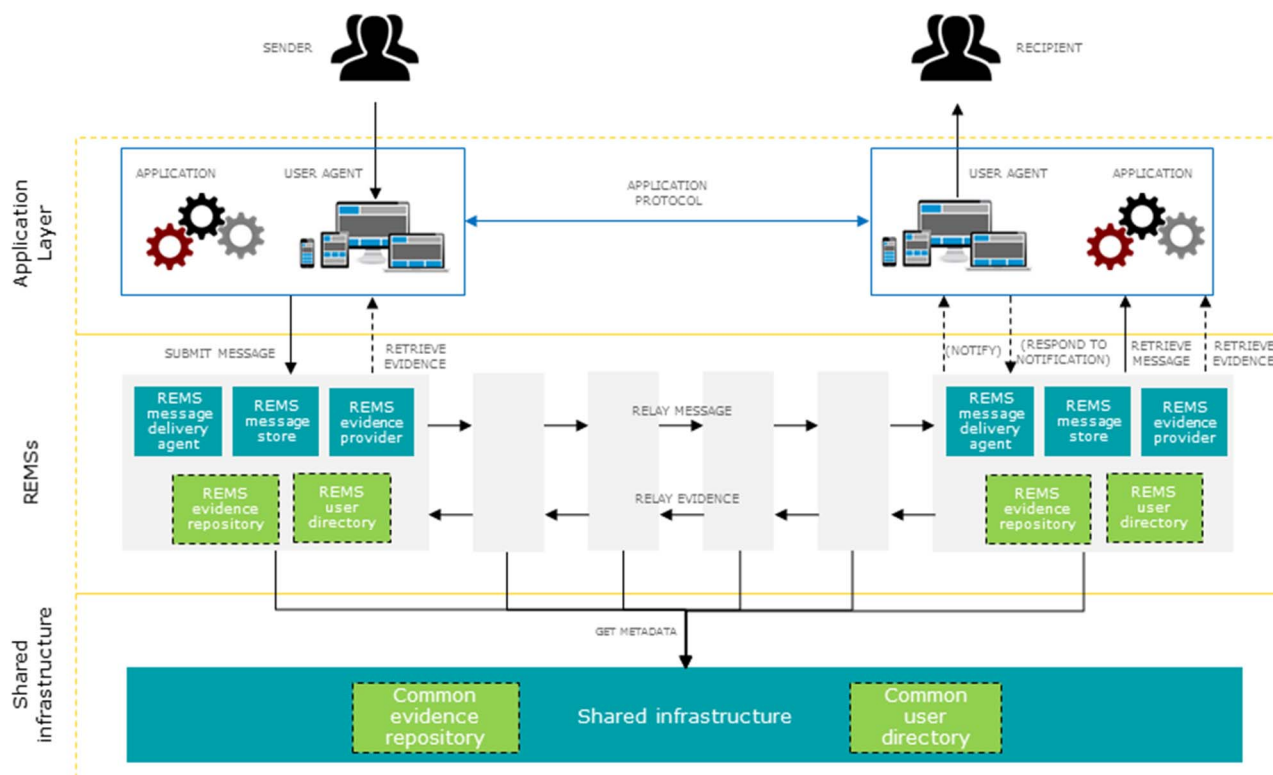 SENDER
RECIPIENT
Application
Layer
APPLICATION
USER AGENT
APPLICATION
PROTOCOL
USER AGENT
APPLICATION
SUBMIT MESSAGE
RETRIEVE
EVIDENCE
(NOTIFY)
(RESPOND TO
NOTIFICATION)
RETRIEVE
MESSAGE
RETRIEVE
EVIDENCE
REMSs
REMS
message
delivery
agent
REMS
message
store
REMS
evidence
provider
REMS
evidence
repository
REMS
user
directory
RELAY MESSAGE
RELAY EVIDENCE
REMS
message
delivery
agent
REMS
message
store
REMS
evidence
provider
REMS
evidence
repository
REMS
user
directory
GET METADATA
Shared
infrastructure
Common
evidence
repository
Shared infrastructure
Common
user
directory